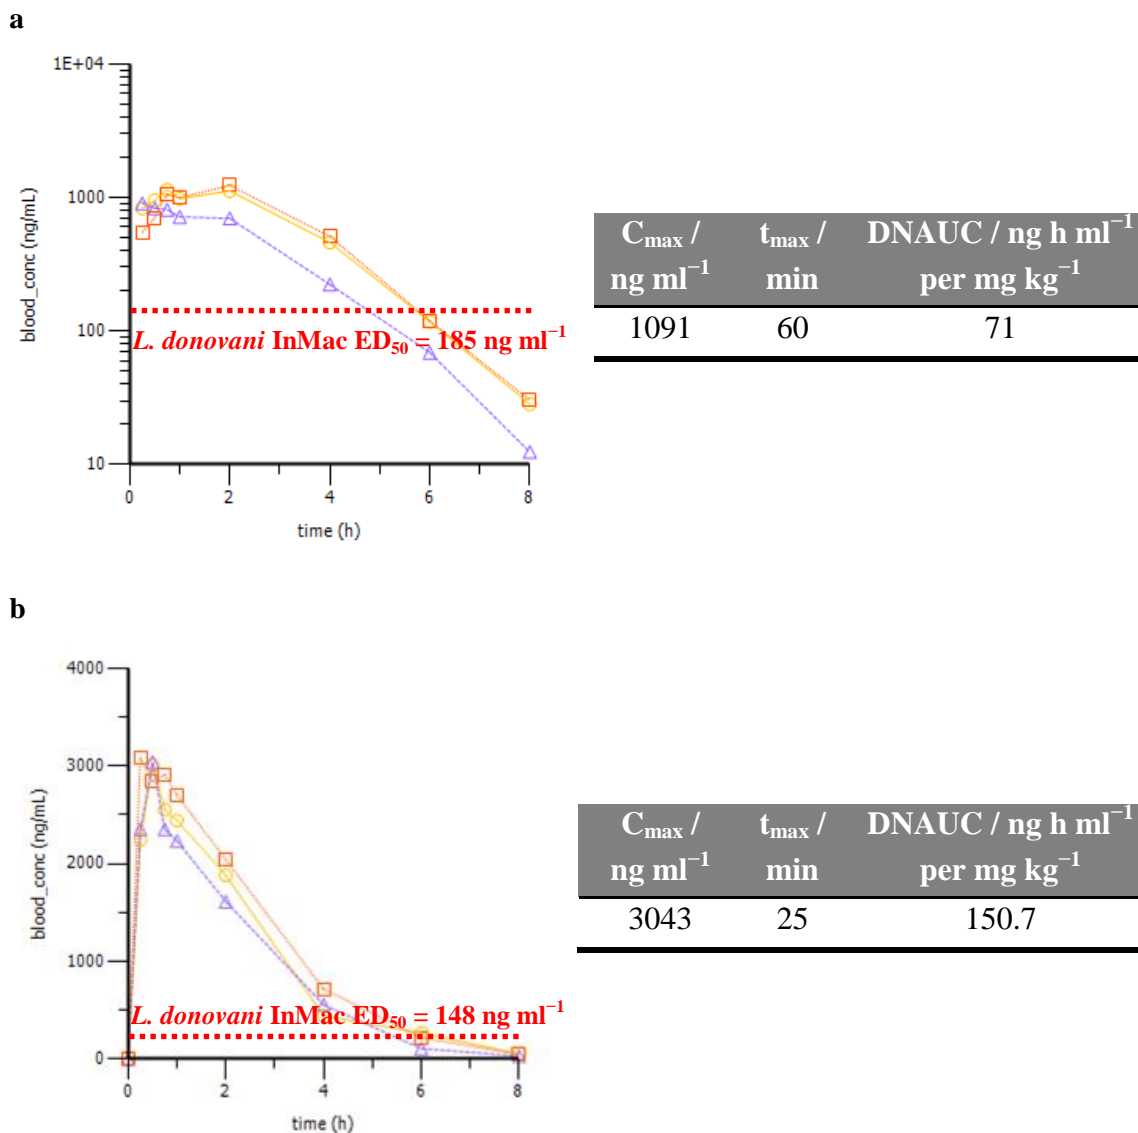 a
1E+04
1000
100
10
blood_conc (ng/mL)
L. donovani InMac ED50 = 185 ng ml−1
0 2 4 6 8
time (h)
Cmax / tmax / DNAUC / ng h ml−1
ng ml−1 min per mg kg−1
1091 60 71
b
4000
3000
2000
1000
0
blood_conc (ng/mL)
L. donovani InMac ED50 = 148 ng ml−1
0 2 4 6 8
time (h)
Cmax / tmax / DNAUC / ng h ml−1
ng ml−1 min per mg kg−1
3043 25 150.7